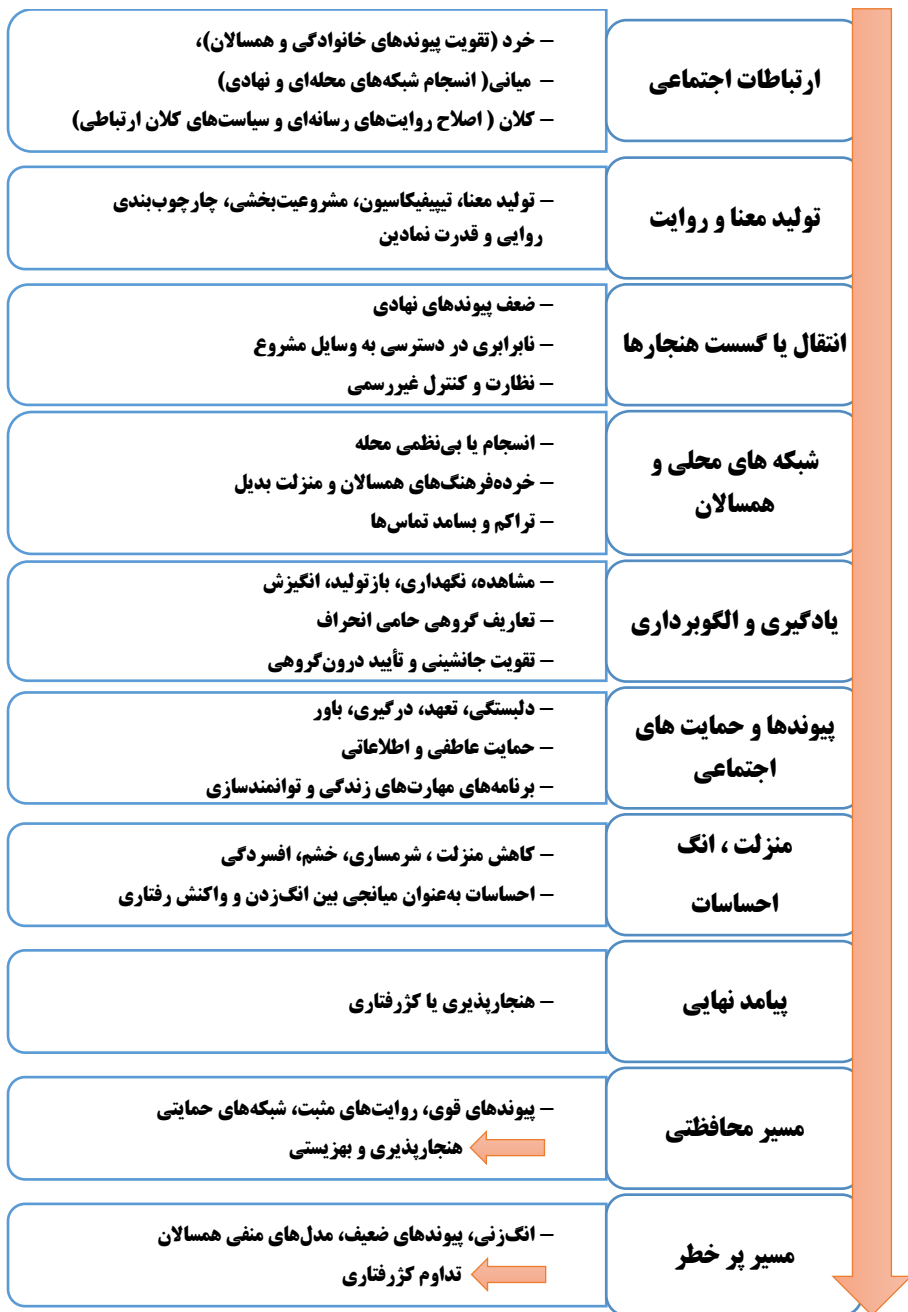 ارتباطات اجتماعی
– خرد (تقویت پیوندهای خانوادگی و همسالان)،
– میانی( انسجام شبکه‌های محله‌ای و نهادی)
– کلان ( اصلاح روایت‌های رسانه‌ای و سیاست‌های کلان ارتباطی)
تولید معنا و روایت
– تولید معنا، تیپیفیکاسیون، مشروعیت‌بخشی، چارچوب‌بندی
روایی و قدرت نمادین
انتقال یا گسست هنجارها
– ضعف پیوندهای نهادی
– نابرابری در دسترسی به وسایل مشروع
– نظارت و کنترل غیررسمی
شبکه های محلی و
همسالان
– انسجام یا بی‌نظمی محله
– خرده‌فرهنگ‌های همسالان و منزلت بدیل
– تراکم و بسامد تماس‌ها
یادگیری و الگوبرداری
– مشاهده، نگهداری، بازتولید، انگیزش
– تعاریف گروهی حامی انحراف
– تقویت جانشینی و تأیید درون‌گروهی
پیوندها و حمایت های
اجتماعی
– دلبستگی، تعهد، درگیری، باور
– حمایت عاطفی و اطلاعاتی
– برنامه‌های مهارت‌های زندگی و توانمندسازی
منزلت ، انگ
احساسات
– کاهش منزلت ، شرمساری، خشم، افسردگی
– احساسات به‌عنوان میانجی بین انگ‌زدن و واکنش رفتاری
پیامد نهایی
– هنجارپذیری یا کژرفتاری
مسیر محافظتی
– پیوندهای قوی، روایت‌های مثبت، شبکه‌های حمایتی
هنجارپذیری و بهزیستی
مسیر پر خطر
– انگ‌زنی، پیوندهای ضعیف، مدل‌های منفی همسالان
تداوم کژرفتاری